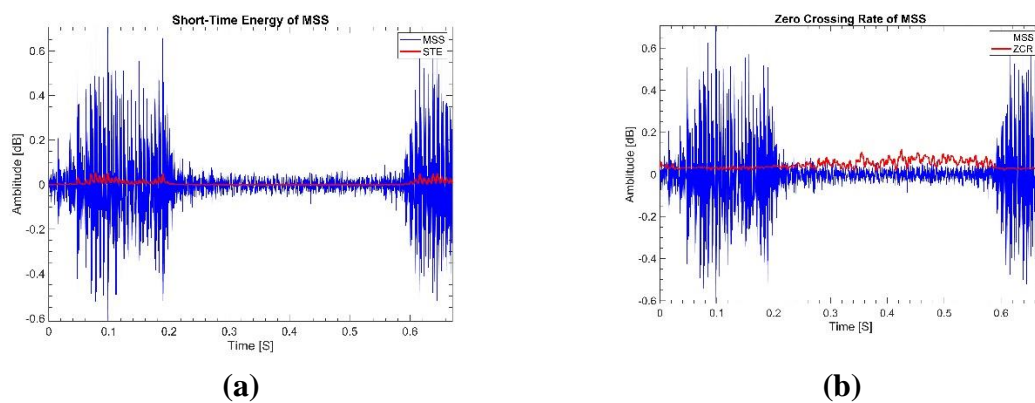 Short-Time Energy of MSS
MSS
STE
0.6
0.4
0.2
0
-0.2
-0.4
-0.6
Amblitude [dB]
0
0.1
0.2
0.3
0.4
0.5
0.6
Time [S]
(a)
Zero Crossing Rate of MSS
MSS
ZCR
0.6
0.4
0.2
0
-0.2
-0.4
-0.6
Amblitude [dB]
0
0.1
0.2
0.3
0.4
0.5
0.6
Time [S]
(b)